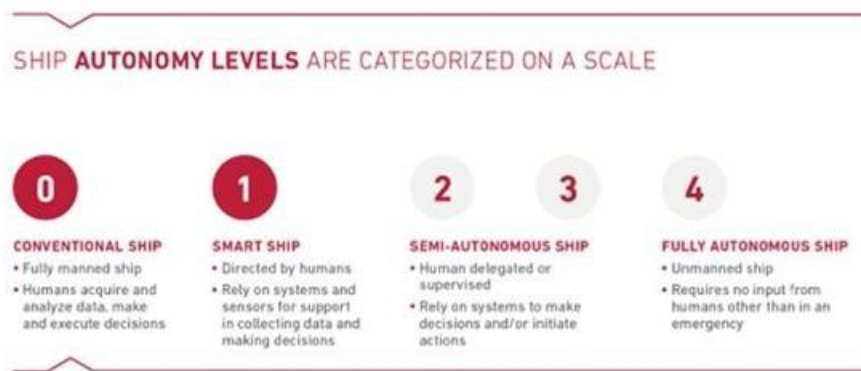 SHIP AUTONOMY LEVELS ARE CATEGORIZED ON A SCALE
0
CONVENTIONAL SHIP
• Fully manned ship
• Humans acquire and
analyze data, make
and execute decisions
1
SMART SHIP
• Directed by humans
• Rely on systems and
sensors for support
in collecting data and
making decisions
2 3
SEMI-AUTONOMOUS SHIP
• Human delegated or
supervised
• Rely on systems to make
decisions and/or initiate
actions
4
FULLY AUTONOMOUS SHIP
• Unmanned ship
• Requires no input from
humans other than in an
emergency